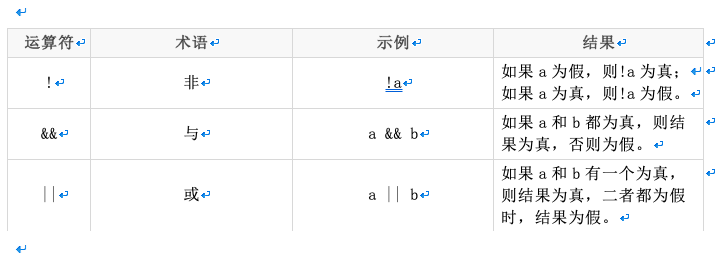 运算符 术语 示例 结果
! 非 !a 如果 a 为假，则!a 为真；
如果 a 为真，则!a 为假。
&& 与 a && b 如果 a 和 b 都为真，则结
果为真，否则为假。
|| 或 a || b 如果 a 和 b 有一个为真，
则结果为真，二者都为假
时，结果为假。